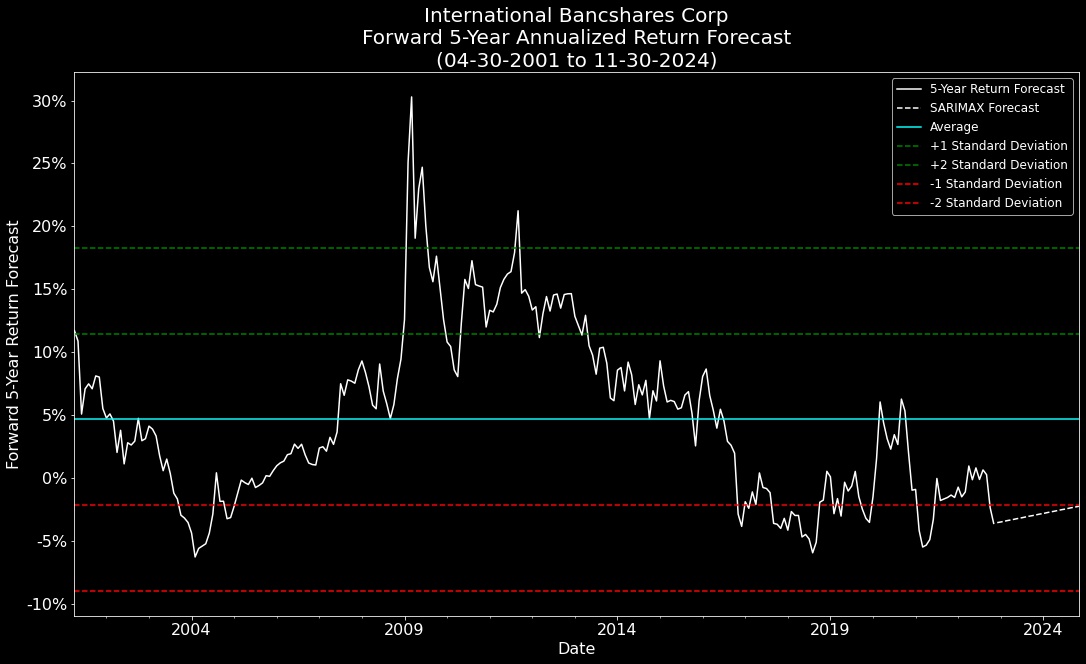 International Bancshares Corp
Forward 5-Year Annualized Return Forecast
(04-30-2001 to 11-30-2024)
5-Year Return Forecast
SARIMAX Forecast
Average
+1 Standard Deviation
+2 Standard Deviation
-1 Standard Deviation
-2 Standard Deviation
Forward 5-Year Return Forecast
30%
25%
20%
15%
10%
5%
0%
-5%
-10%
2004
2009
2014
2019
2024
Date